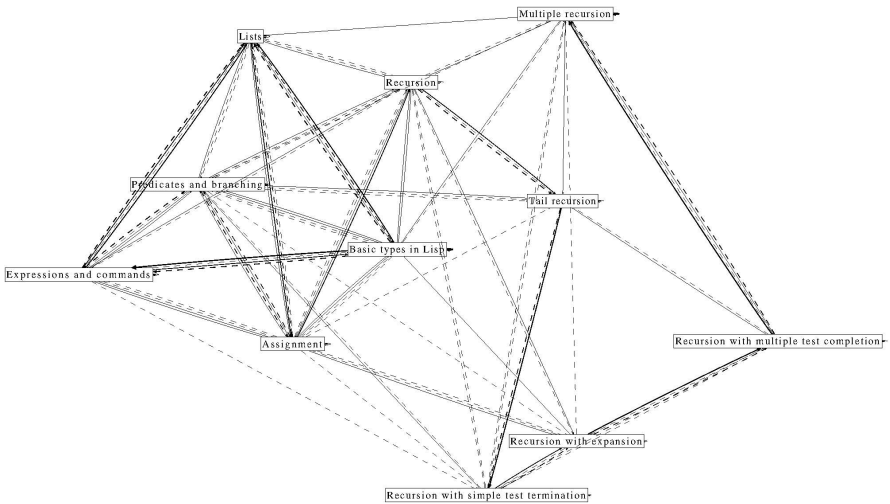 Multiple recursion
Lists
Recursion
Predicates and branching
Tail recursion
Basic types in Lisp
Expressions and commands
Assignment
Recursion with multiple test completion
Recursion with expansion
Recursion with simple test termination